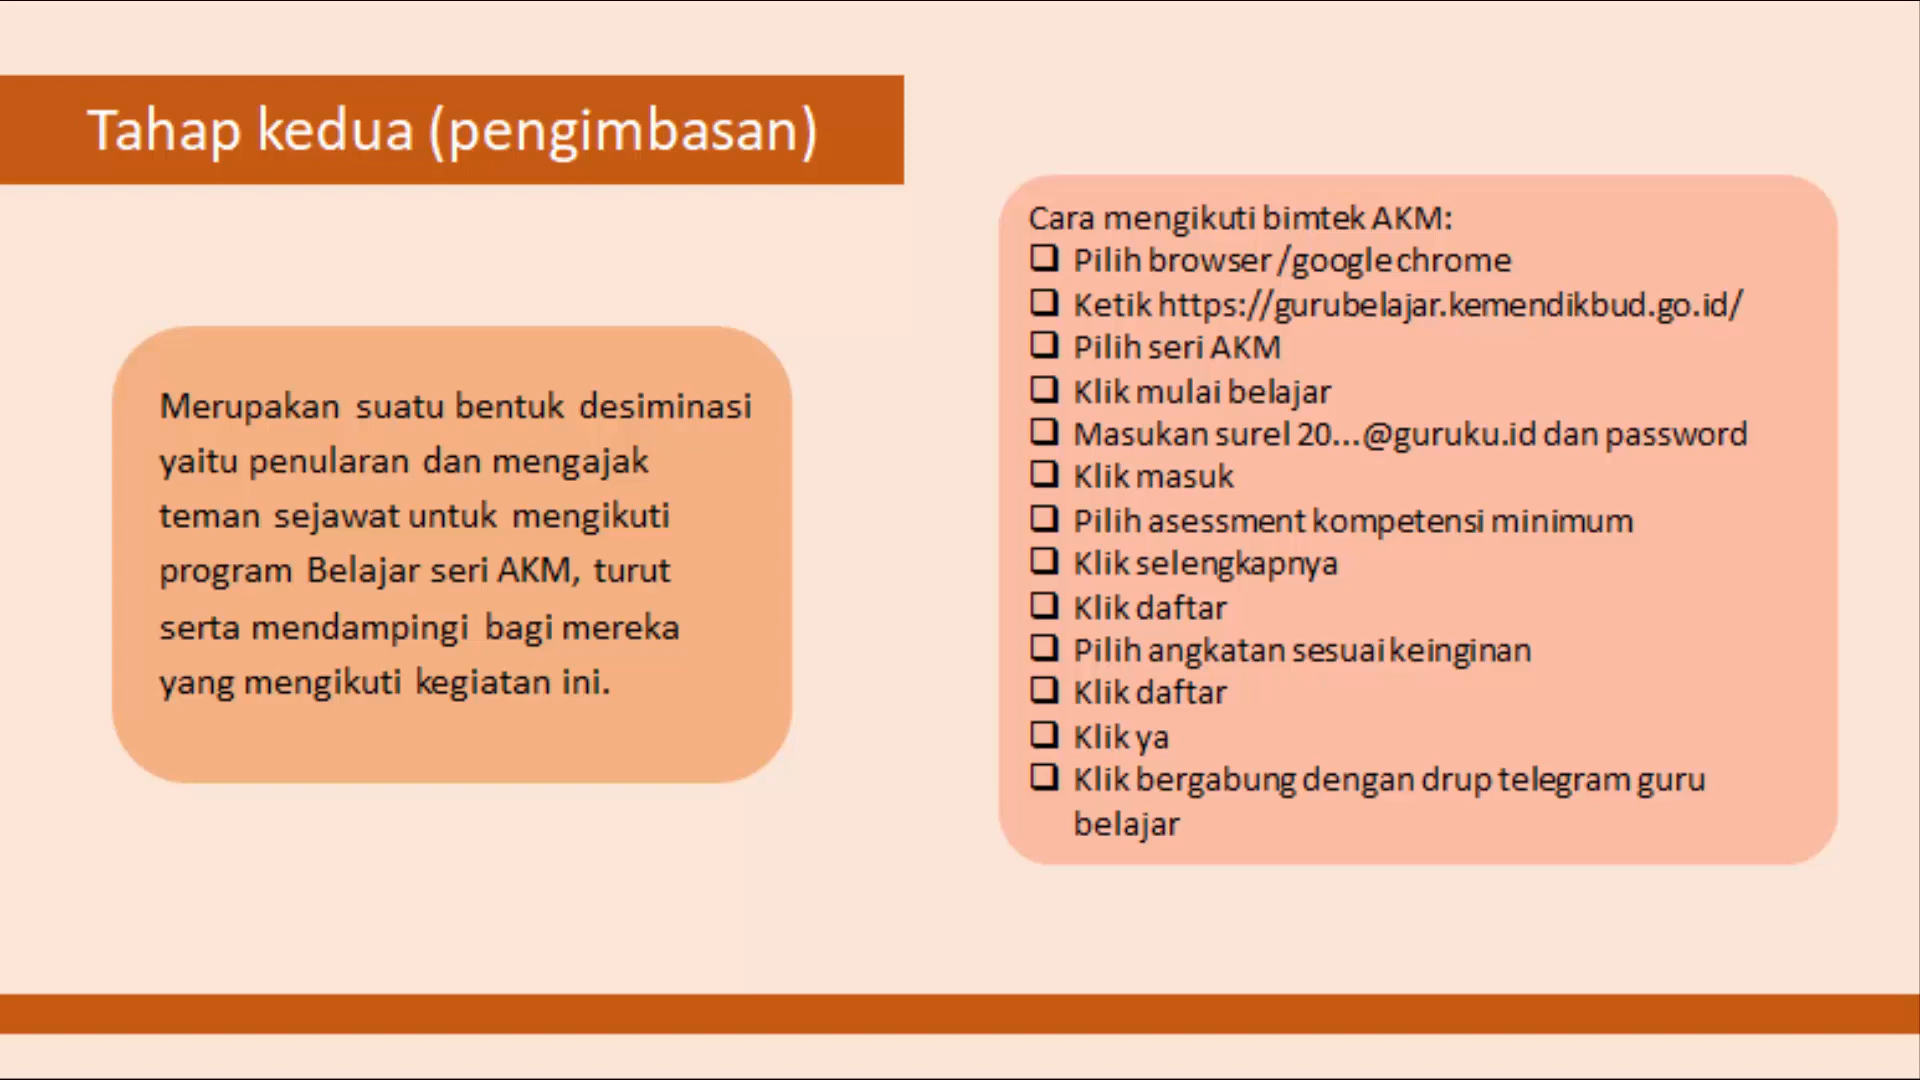 Tahap kedua (pengimbasan)
Merupakan suatu bentuk desiminasi
yaitu penularan dan mengajak
teman sejawat untuk mengikuti
program Belajar seri AKM, turut
serta mendampingi bagi mereka
yang mengikuti kegiatan ini.
Cara mengikuti bimtek AKM:
❑ Pilih browser /google chrome
❑ Ketik https://gurubelajar.kemendikbud.go.id/
❑ Pilih seri AKM
❑ Klik mulai belajar
❑ Masukan surel 20...@guruku.id dan password
❑ Klik masuk
❑ Pilih asessment kompetensi minimum
❑ Klik selengkapnya
❑ Klik daftar
❑ Pilih angkatan sesuai keinginan
❑ Klik daftar
❑ Klik ya
❑ Klik bergabung dengan drup telegram guru
belajar